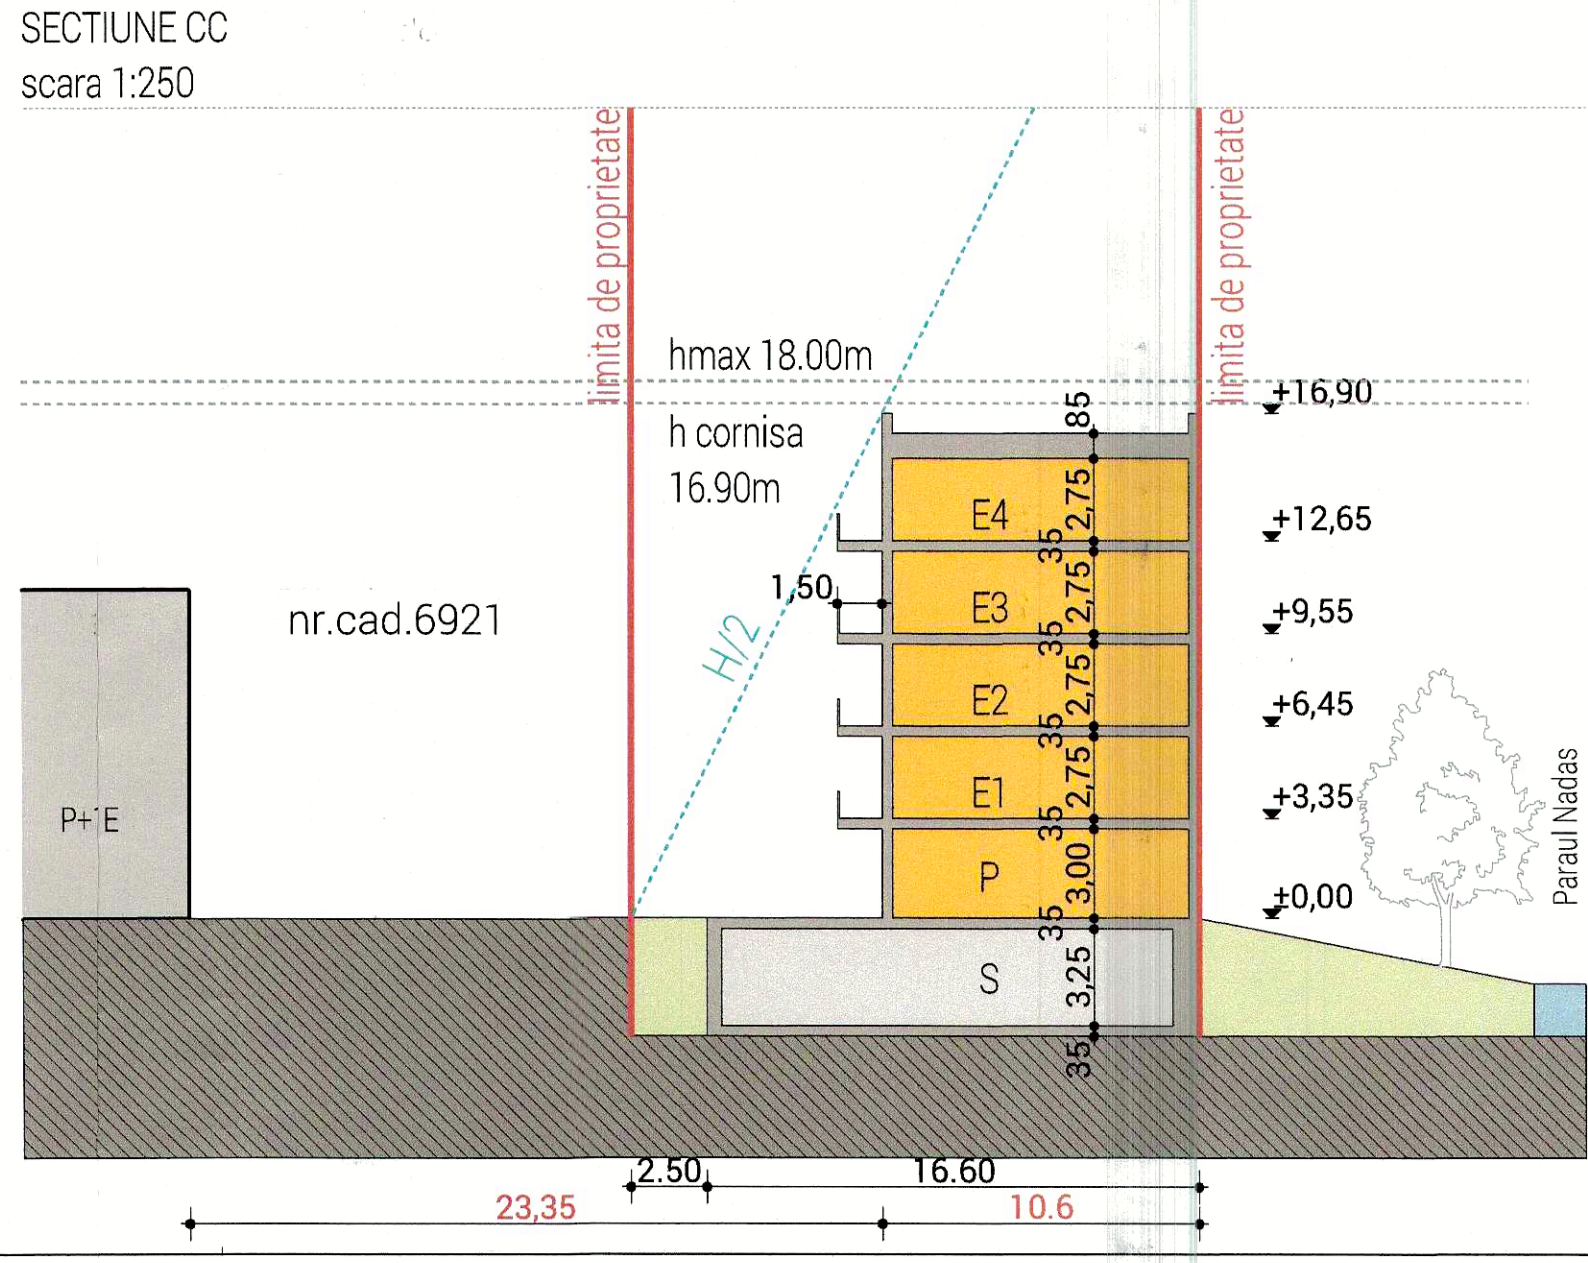 SECTIUNE CC
scara 1:250
limita de proprietate
limita de proprietate
hmax 18.00m
h cornisa
16.90m
+16,90
85
E4
2,75
+12,65
35
1,50
E3
2,75
+9,55
nr.cad.6921
35
H/2
E2
2,75
+6,45
35
E1
2,75
+3,35
P+1E
35
P
3,00
+0,00
Paraul Nadas
35
S
3,25
35
2.50
16.60
23,35
10.6